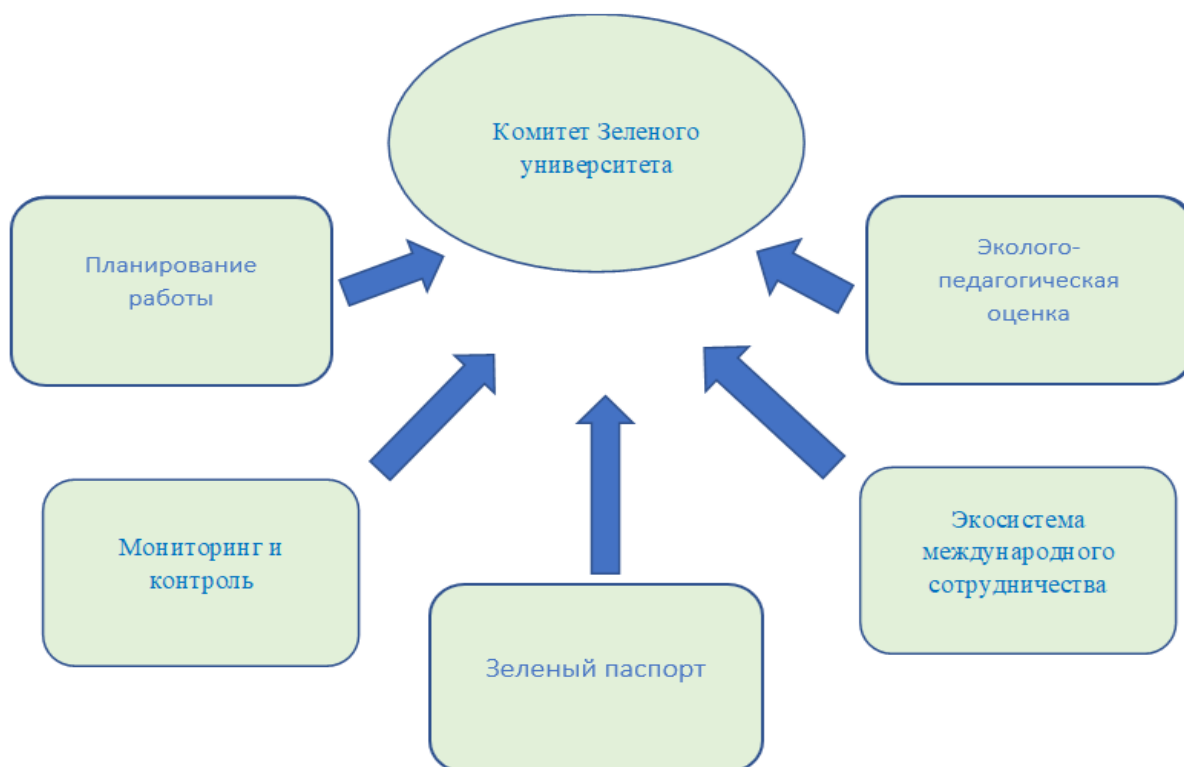 Комитет Зеленого
университета
Планирование
работы
Эколого-
педагогическая
оценка
Мониторинг и
контроль
Экосистема
международного
сотрудничества
Зеленый паспорт